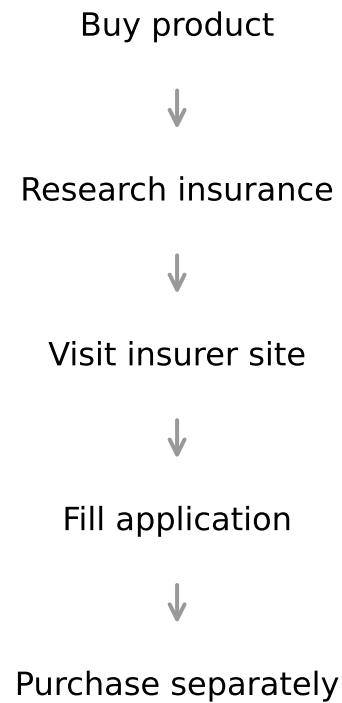 Buy product
Research insurance
Visit insurer site
Fill application
Purchase separately